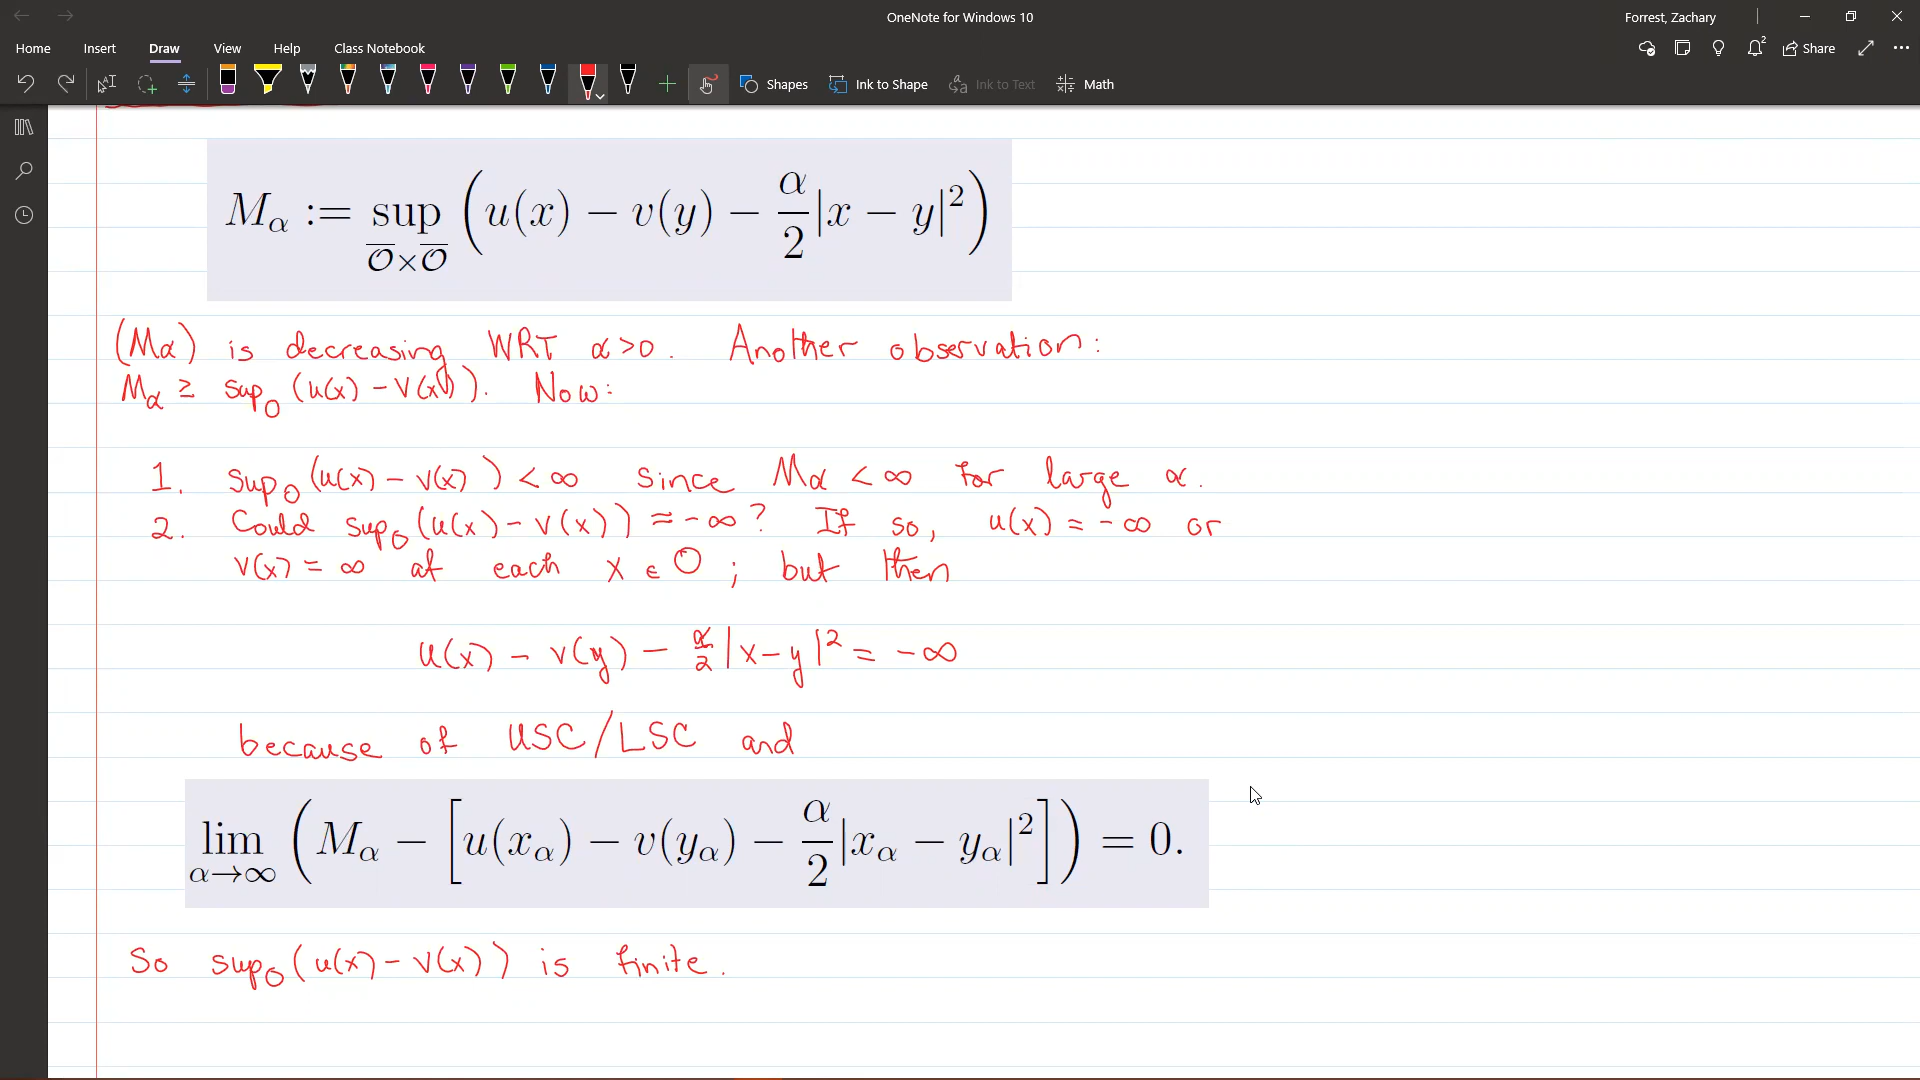 OneNote for Windows 10
Forrest, Zachary
Home Insert Draw View Help Class Notebook
2 Share
Shapes Ink to Shape Ink to Text Math
M_α := sup_{\overline{O}×\overline{O}} (u(x) − v(y) − α/2 |x − y|²)
(Mα) is decreasing WRT α>0. Another observation:
Mα ≥ sup_O (u(x) − v(x)). Now:
1. sup_O (u(x) − v(x)) < ∞ since Mα < ∞ for large α.
2. Could sup_O (u(x) − v(x)) = −∞? If so, u(x) = −∞ or
v(x) = ∞ at each x ∈ O; but then
u(x) − v(y) − α/2 |x−y|² = −∞
because of USC/LSC and
lim_{α→∞} (M_α − [u(x_α) − v(y_α) − α/2 |x_α − y_α|²]) = 0.
So sup_O (u(x) − v(x)) is finite.